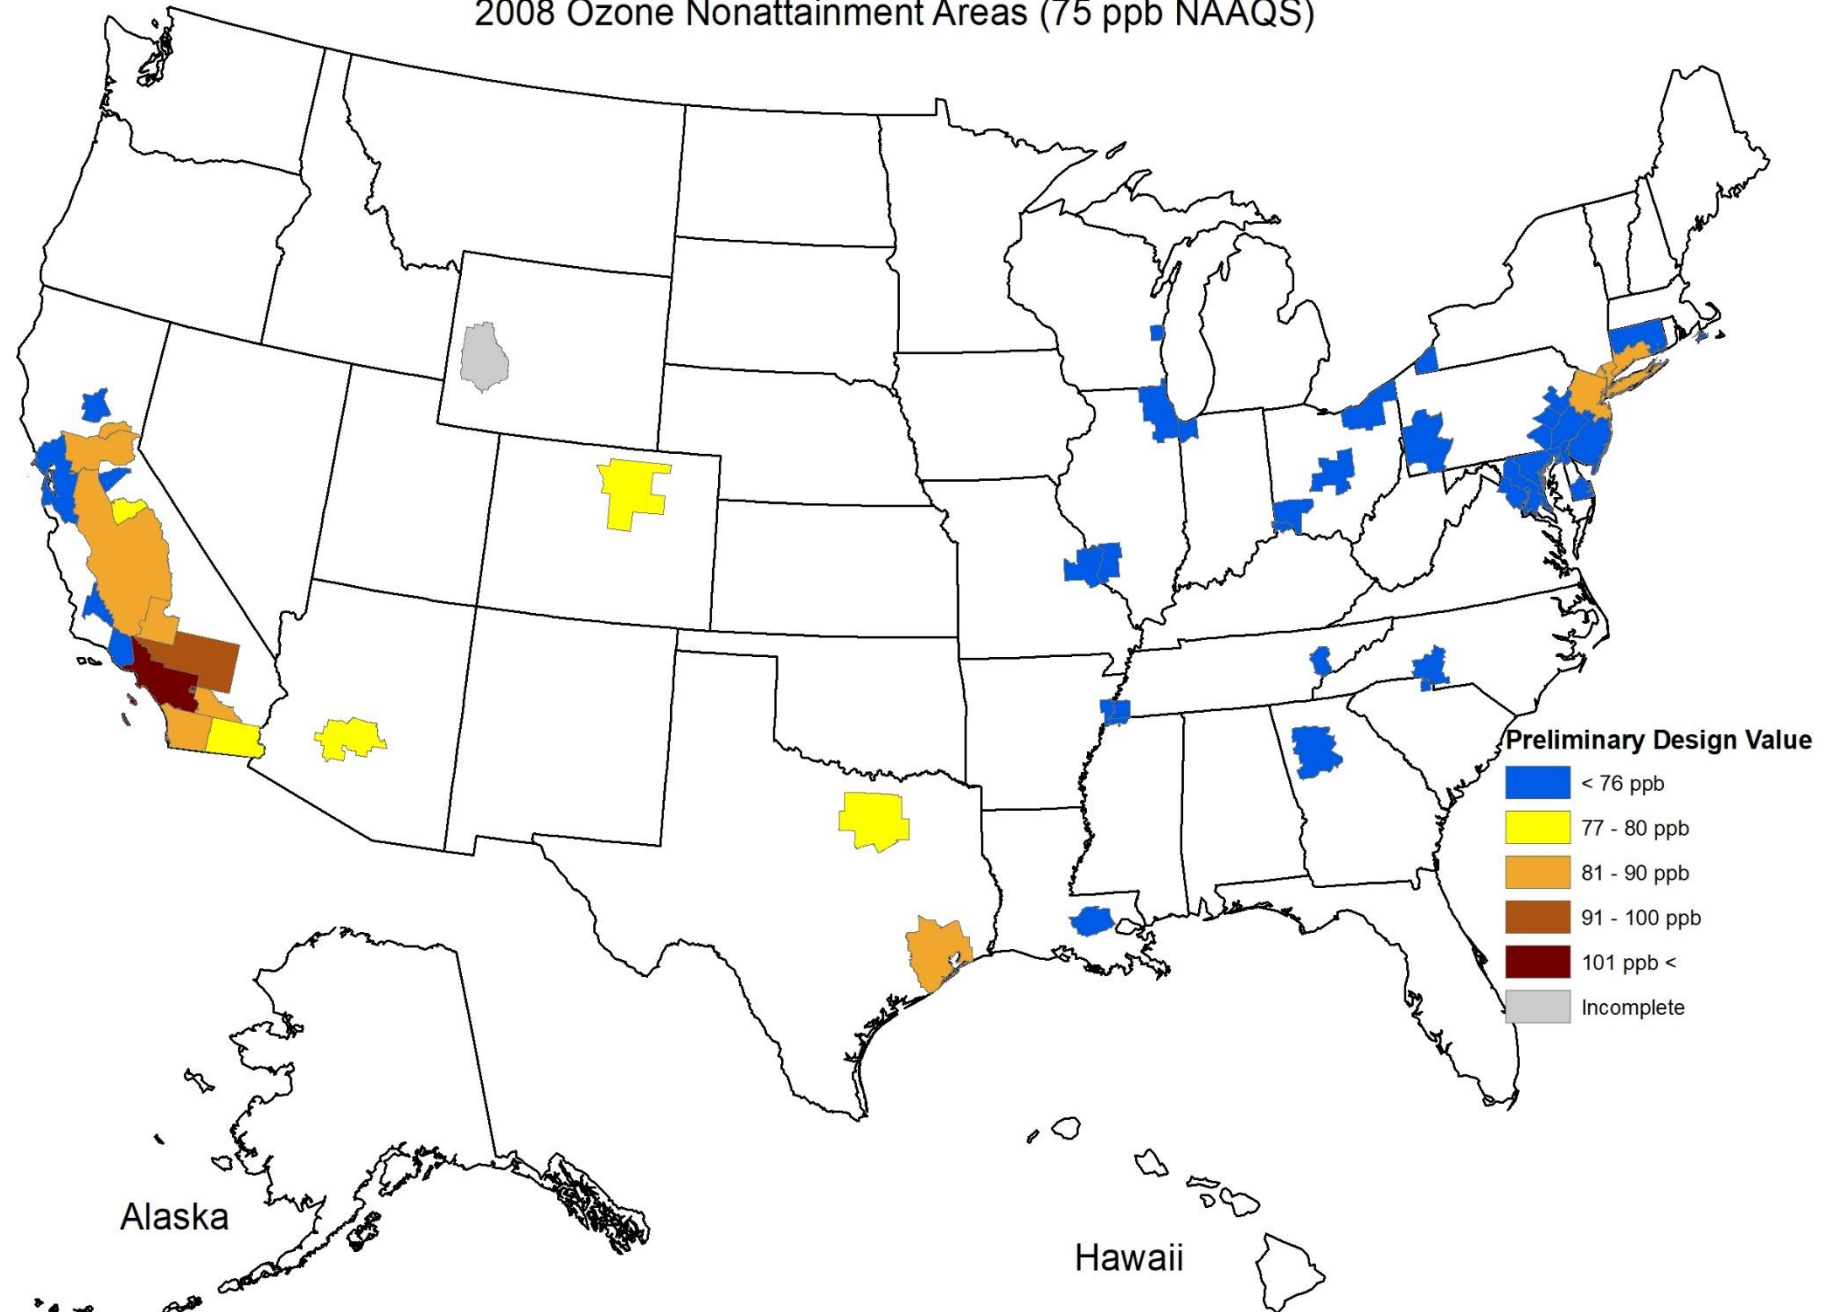 2008 Ozone Nonattainment Areas (75 ppb NAAQS)
Preliminary Design Value
< 76 ppb
77 - 80 ppb
81 - 90 ppb
91 - 100 ppb
101 ppb <
Incomplete
Alaska
Hawaii